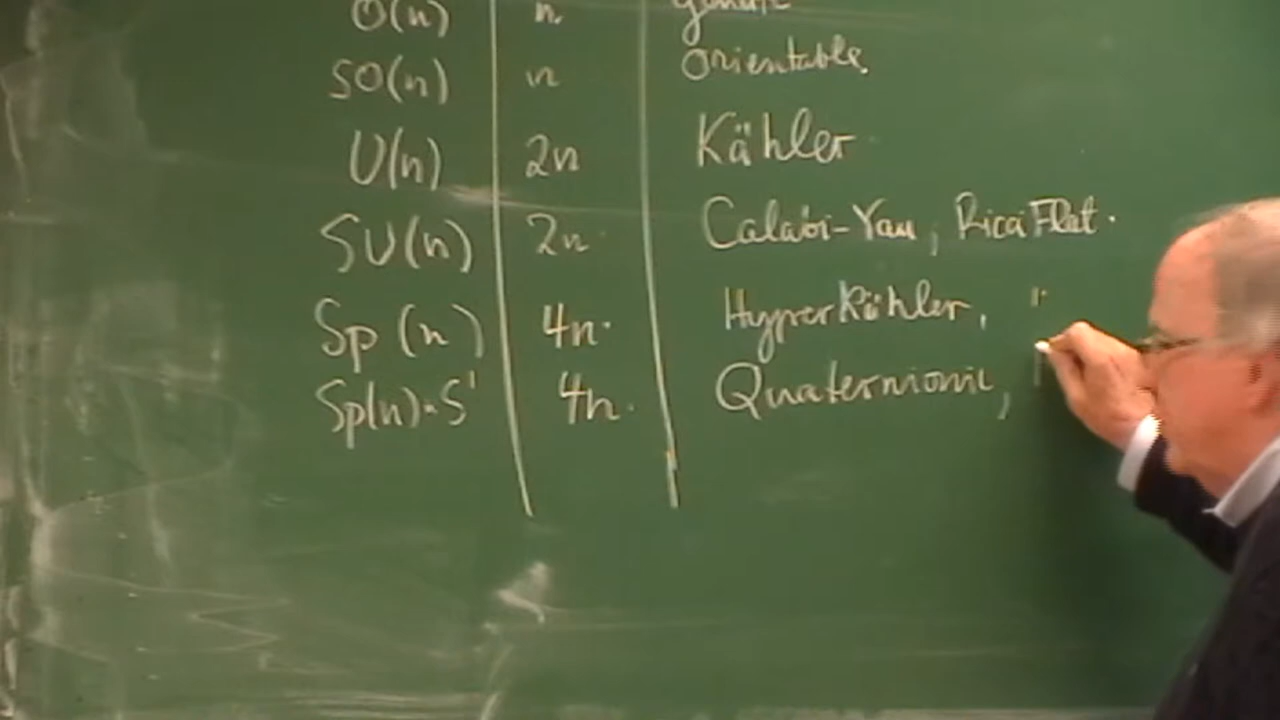 O(n) n
SO(n) n Orientable
U(n) 2n Kähler
SU(n) 2n Calabi-Yau, Ricci Flat.
Sp(n) 4n. HyperKähler, "
Sp(n)·S¹ 4n. Quaternionic,